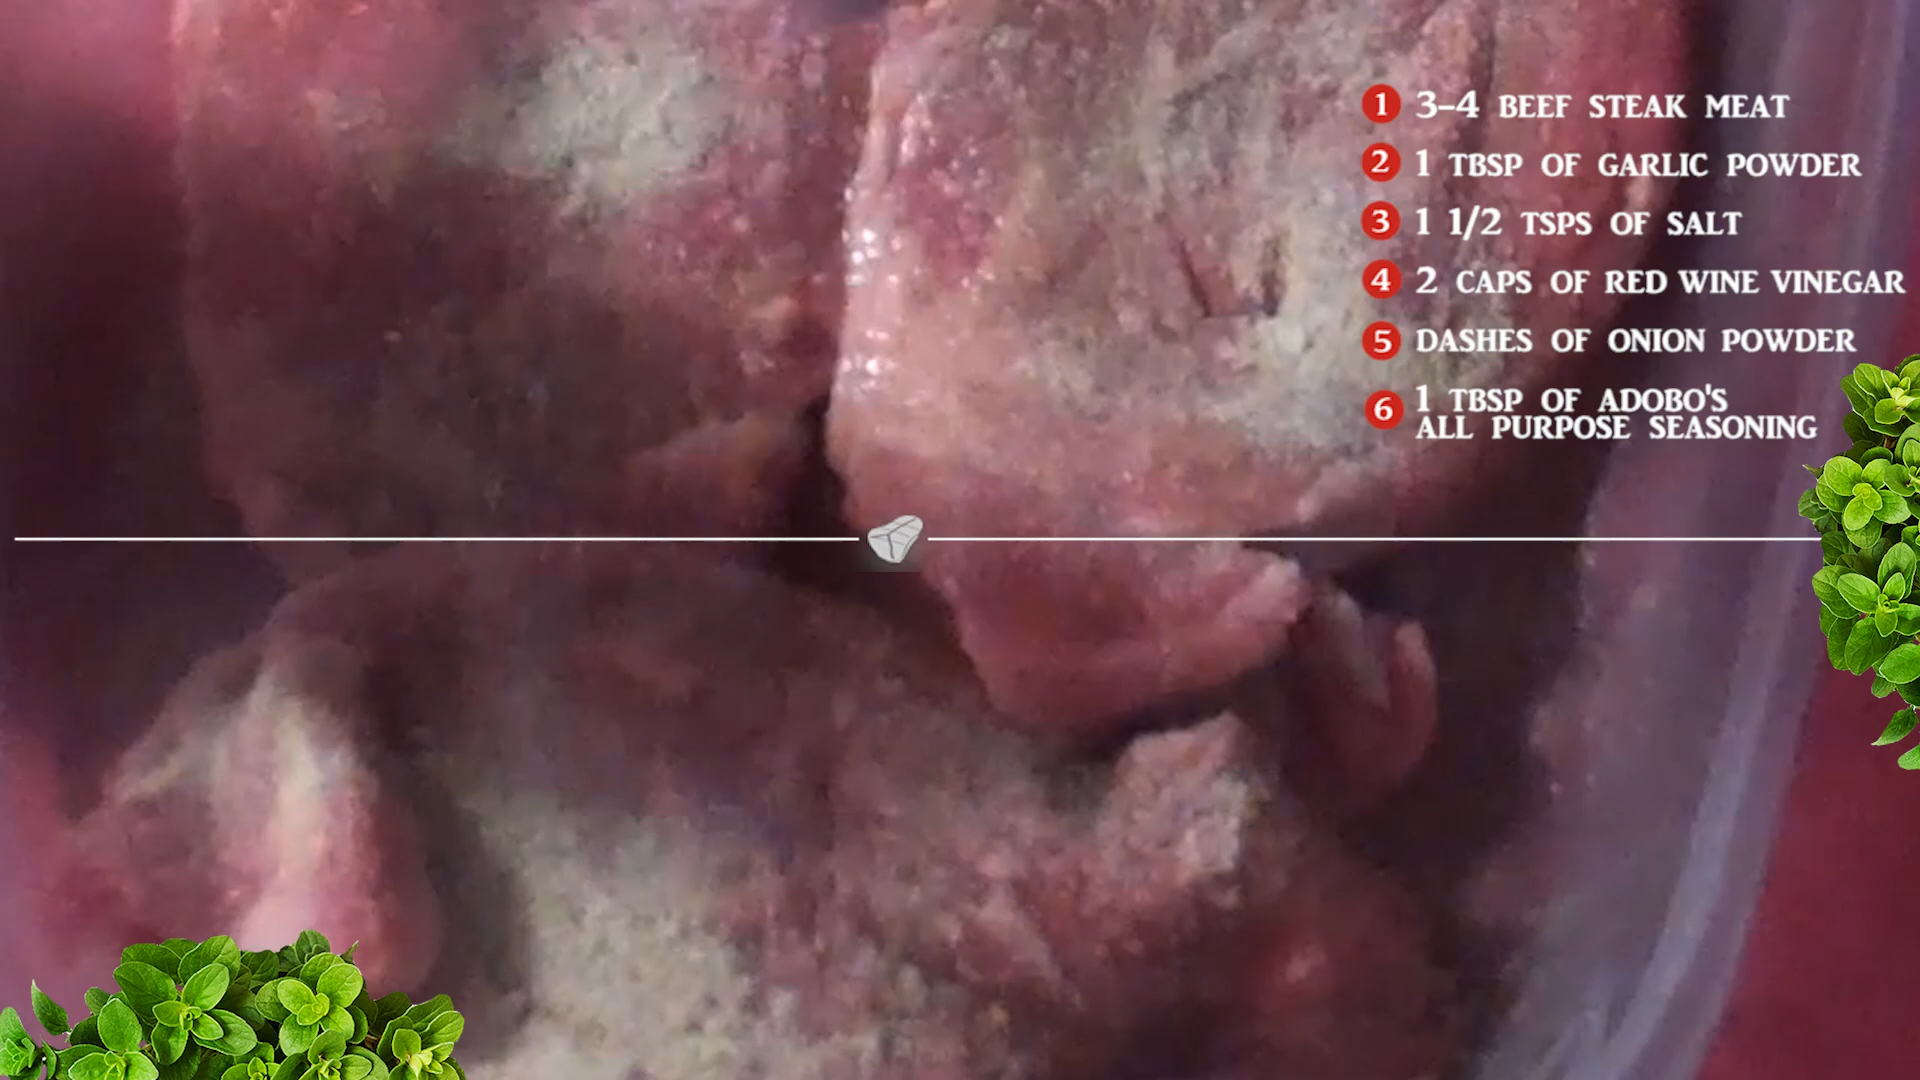 1 3-4 BEEF STEAK MEAT
2 1 TBSP OF GARLIC POWDER
3 1 1/2 TSPS OF SALT
4 2 CAPS OF RED WINE VINEGAR
5 DASHES OF ONION POWDER
6 1 TBSP OF ADOBO'S
ALL PURPOSE SEASONING